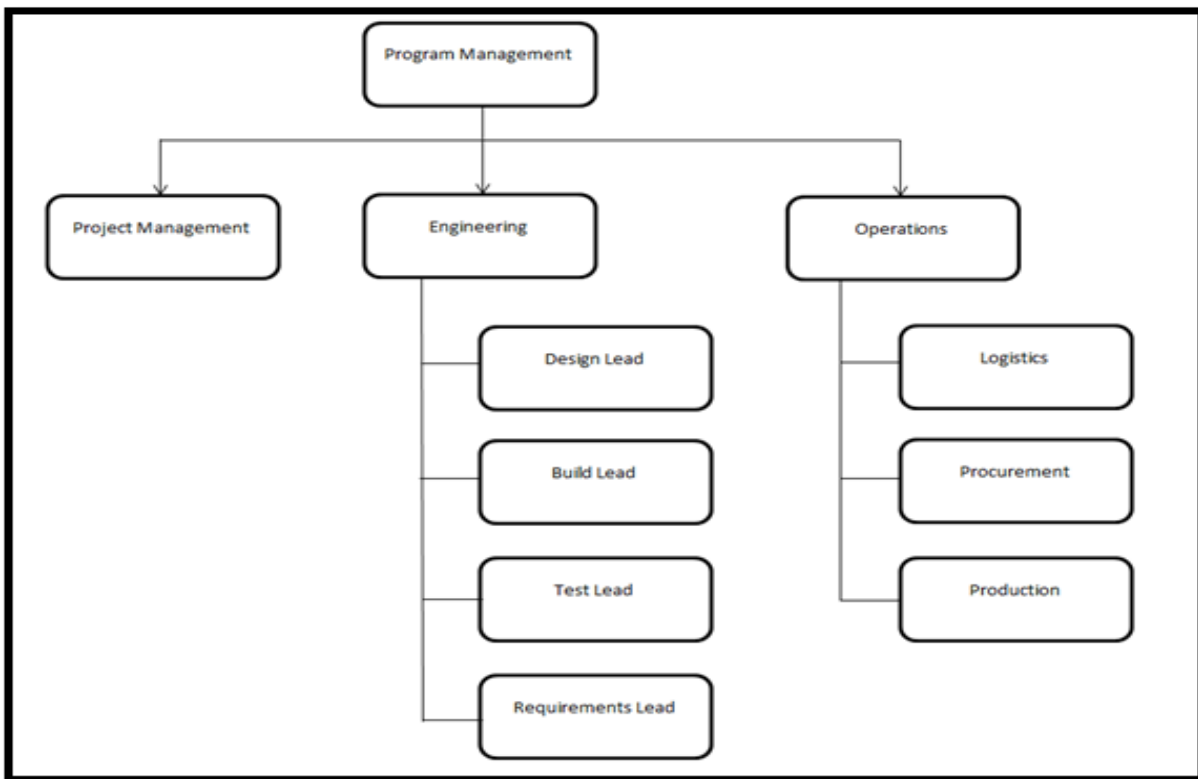 Program Management
Project Management
Engineering
Operations
Design Lead
Logistics
Build Lead
Procurement
Test Lead
Production
Requirements Lead